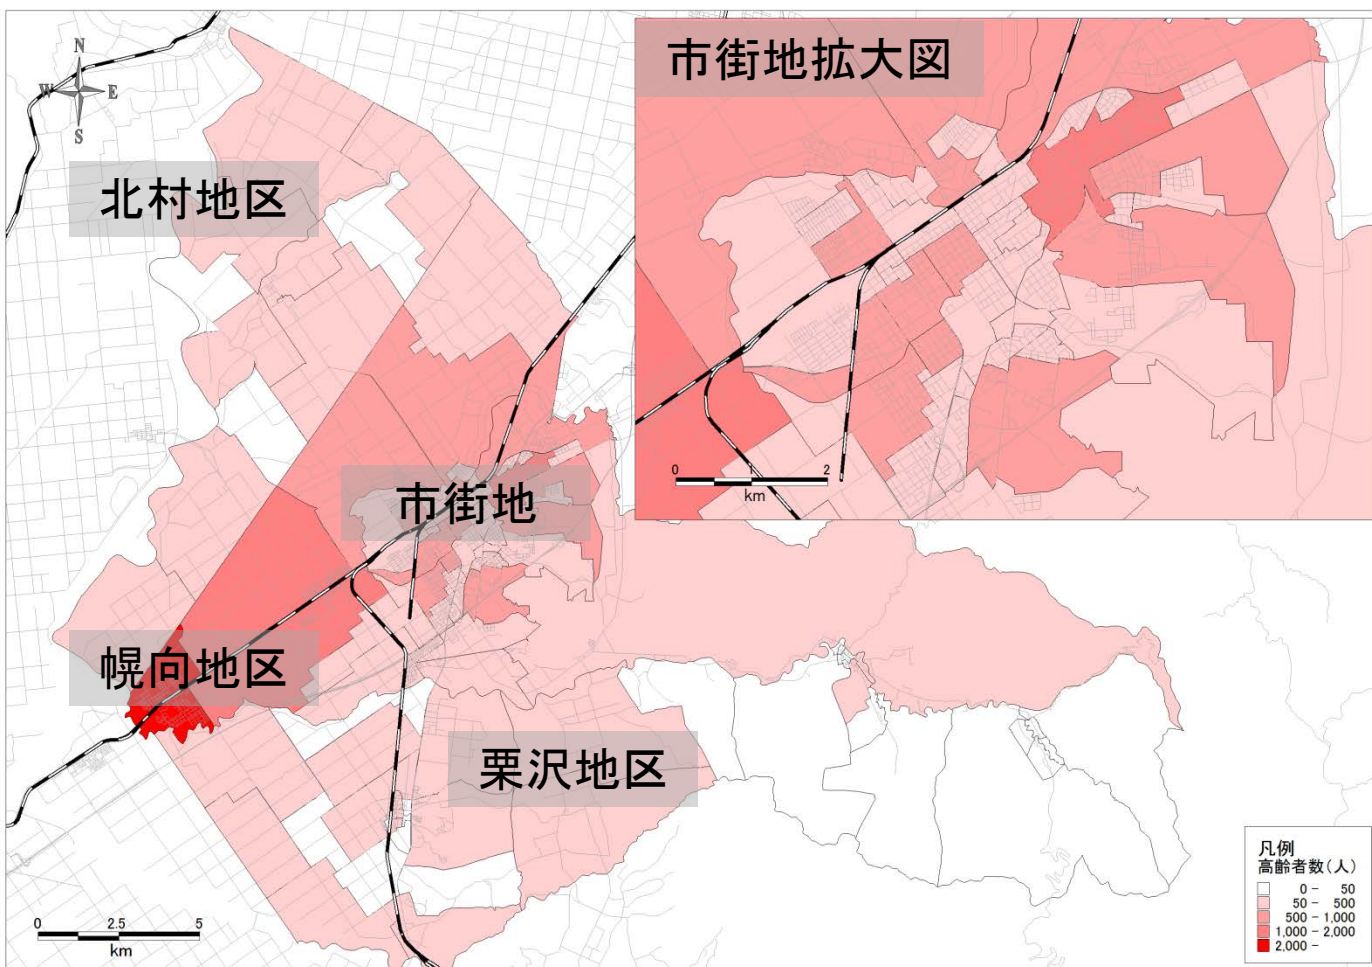 N
W E
S
北村地区
市街地拡大図
0 1 2
km
市街地
幌向地区
栗沢地区
0 2.5 5
km
凡例
高齢者数(人)
0 - 50
50 - 500
500 - 1,000
1,000 - 2,000
2,000 -